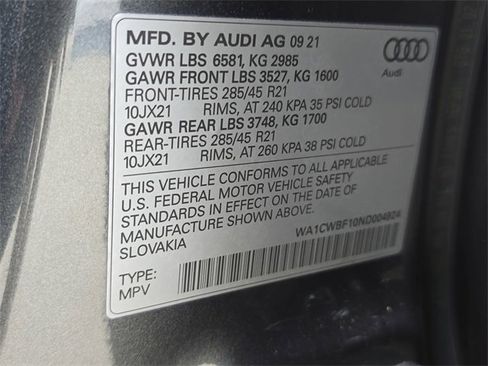 MFD. BY AUDI AG 09 21
GVWR LBS 6581, KG 2985
GAWR FRONT LBS 3527, KG 1600
FRONT-TIRES 285/45 R21
10JX21 RIMS, AT 240 KPA 35 PSI COLD
GAWR REAR LBS 3748, KG 1700
REAR-TIRES 285/45 R21
10JX21 RIMS, AT 260 KPA 38 PSI COLD
THIS VEHICLE CONFORMS TO ALL APPLICABLE
U.S. FEDERAL MOTOR VEHICLE SAFETY
STANDARDS IN EFFECT ON THE DATE OF
MANUFACTURE SHOWN ABOVE.
SLOVAKIA
WA1CWBF10ND004924
TYPE:
MPV
Audi